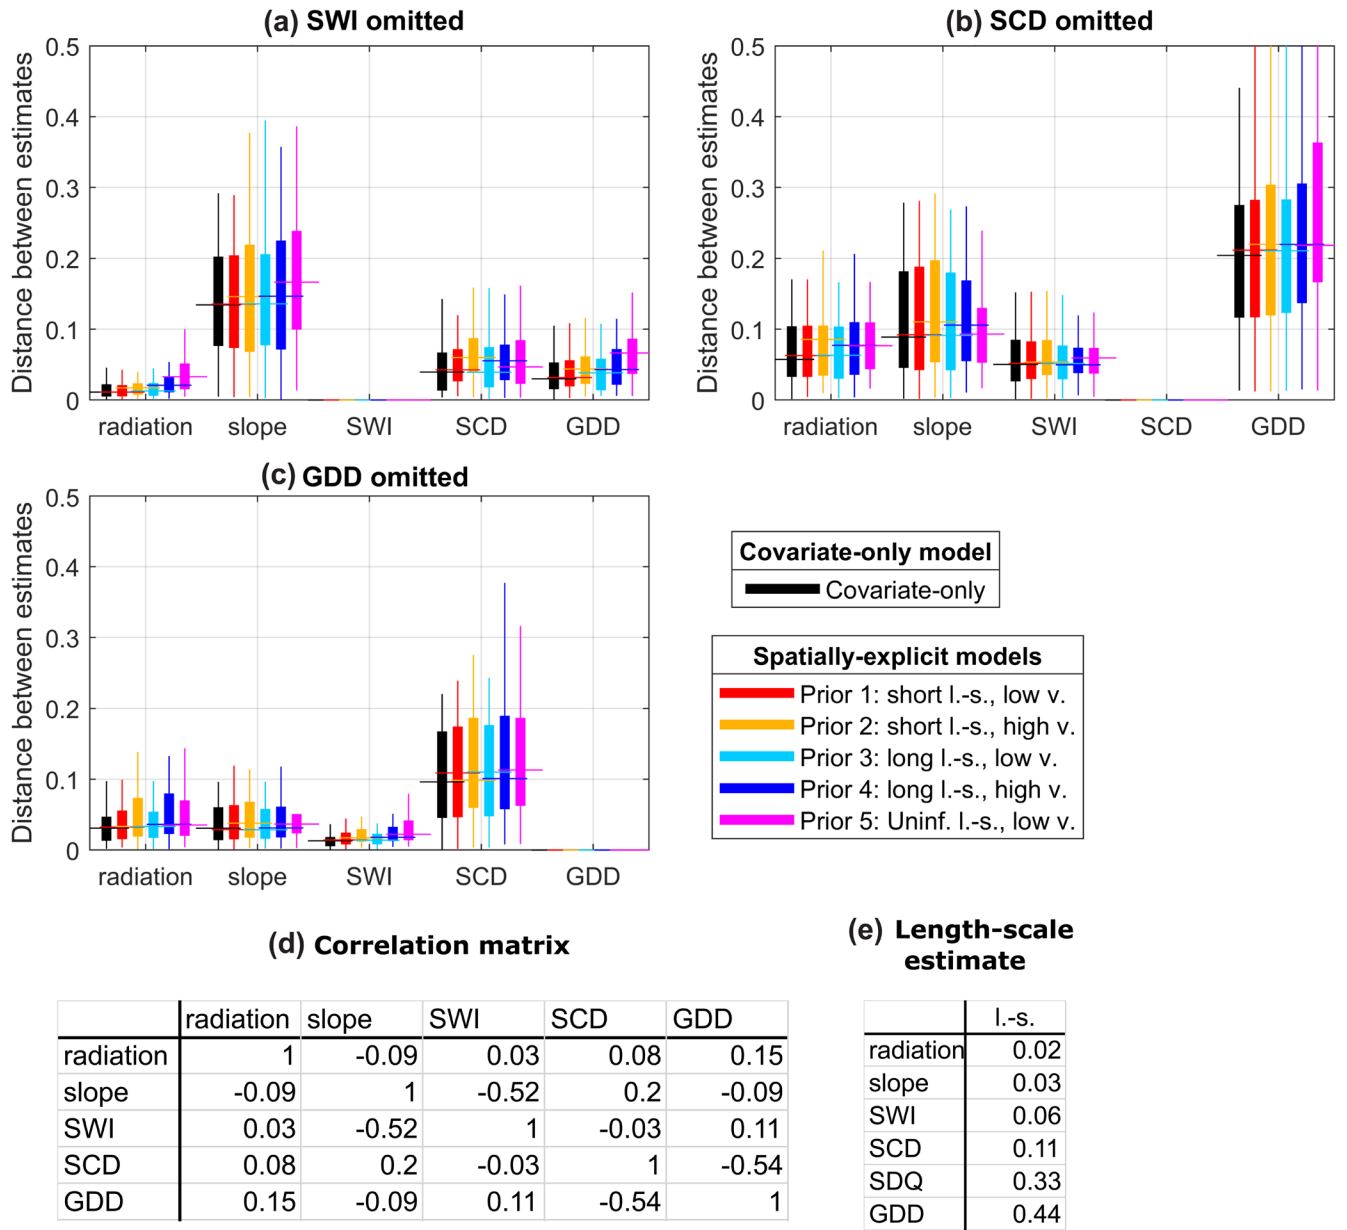 (a) SWI omitted
Distance between estimates
0.5
0.4
0.3
0.2
0.1
0
radiation slope SWI SCD GDD
(b) SCD omitted
Distance between estimates
0.5
0.4
0.3
0.2
0.1
0
radiation slope SWI SCD GDD
(c) GDD omitted
Distance between estimates
0.5
0.4
0.3
0.2
0.1
0
radiation slope SWI SCD GDD
Covariate-only model
Covariate-only
Spatially-explicit models
Prior 1: short l.-s., low v.
Prior 2: short l.-s., high v.
Prior 3: long l.-s., low v.
Prior 4: long l.-s., high v.
Prior 5: Uninf. l.-s., low v.
(d) Correlation matrix
radiation slope SWI SCD GDD
radiation 1 -0.09 0.03 0.08 0.15
slope -0.09 1 -0.52 0.2 -0.09
SWI 0.03 -0.52 1 -0.03 0.11
SCD 0.08 0.2 -0.03 1 -0.54
GDD 0.15 -0.09 0.11 -0.54 1
(e) Length-scale
estimate
l.-s.
radiation 0.02
slope 0.03
SWI 0.06
SCD 0.11
SDQ 0.33
GDD 0.44